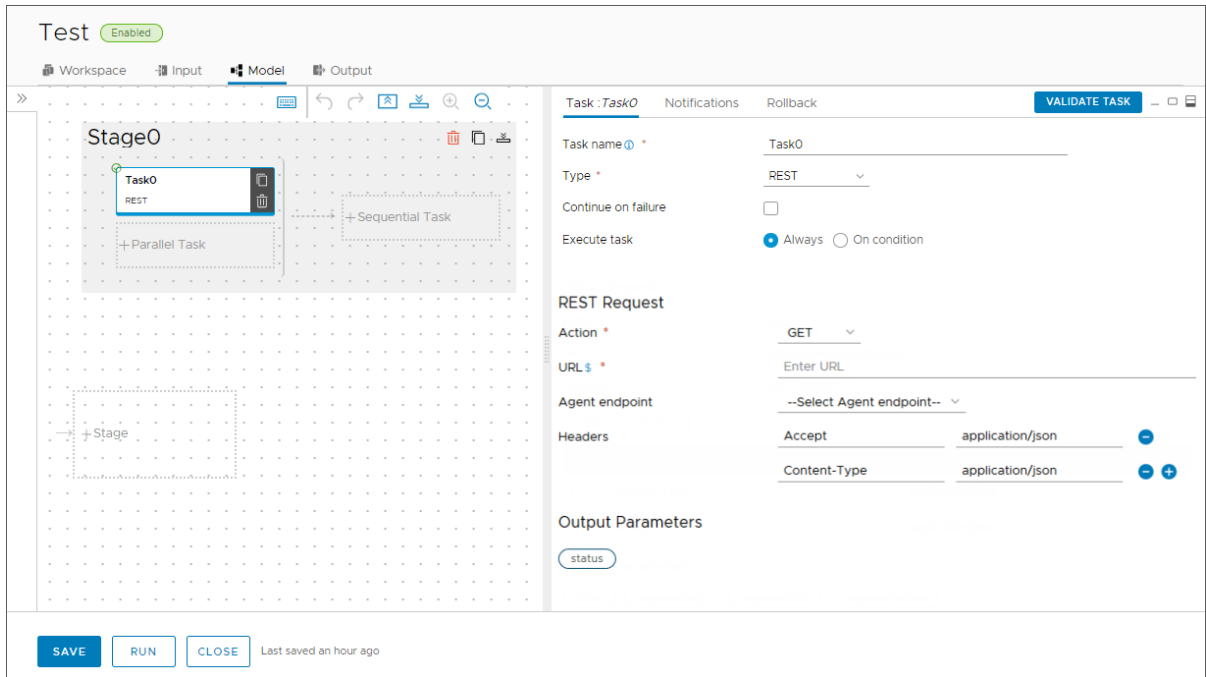 Test Enabled
Workspace Input Model Output
Task :Task0 Notifications Rollback VALIDATE TASK
Stage0
Task0
REST
+Sequential Task
+Parallel Task
+Stage
Task name *
Task0
Type *
REST
Continue on failure
Execute task
Always On condition
REST Request
Action *
GET
URL $ *
Enter URL
Agent endpoint
--Select Agent endpoint--
Headers
Accept application/json
Content-Type application/json
Output Parameters
status
SAVE RUN CLOSE Last saved an hour ago